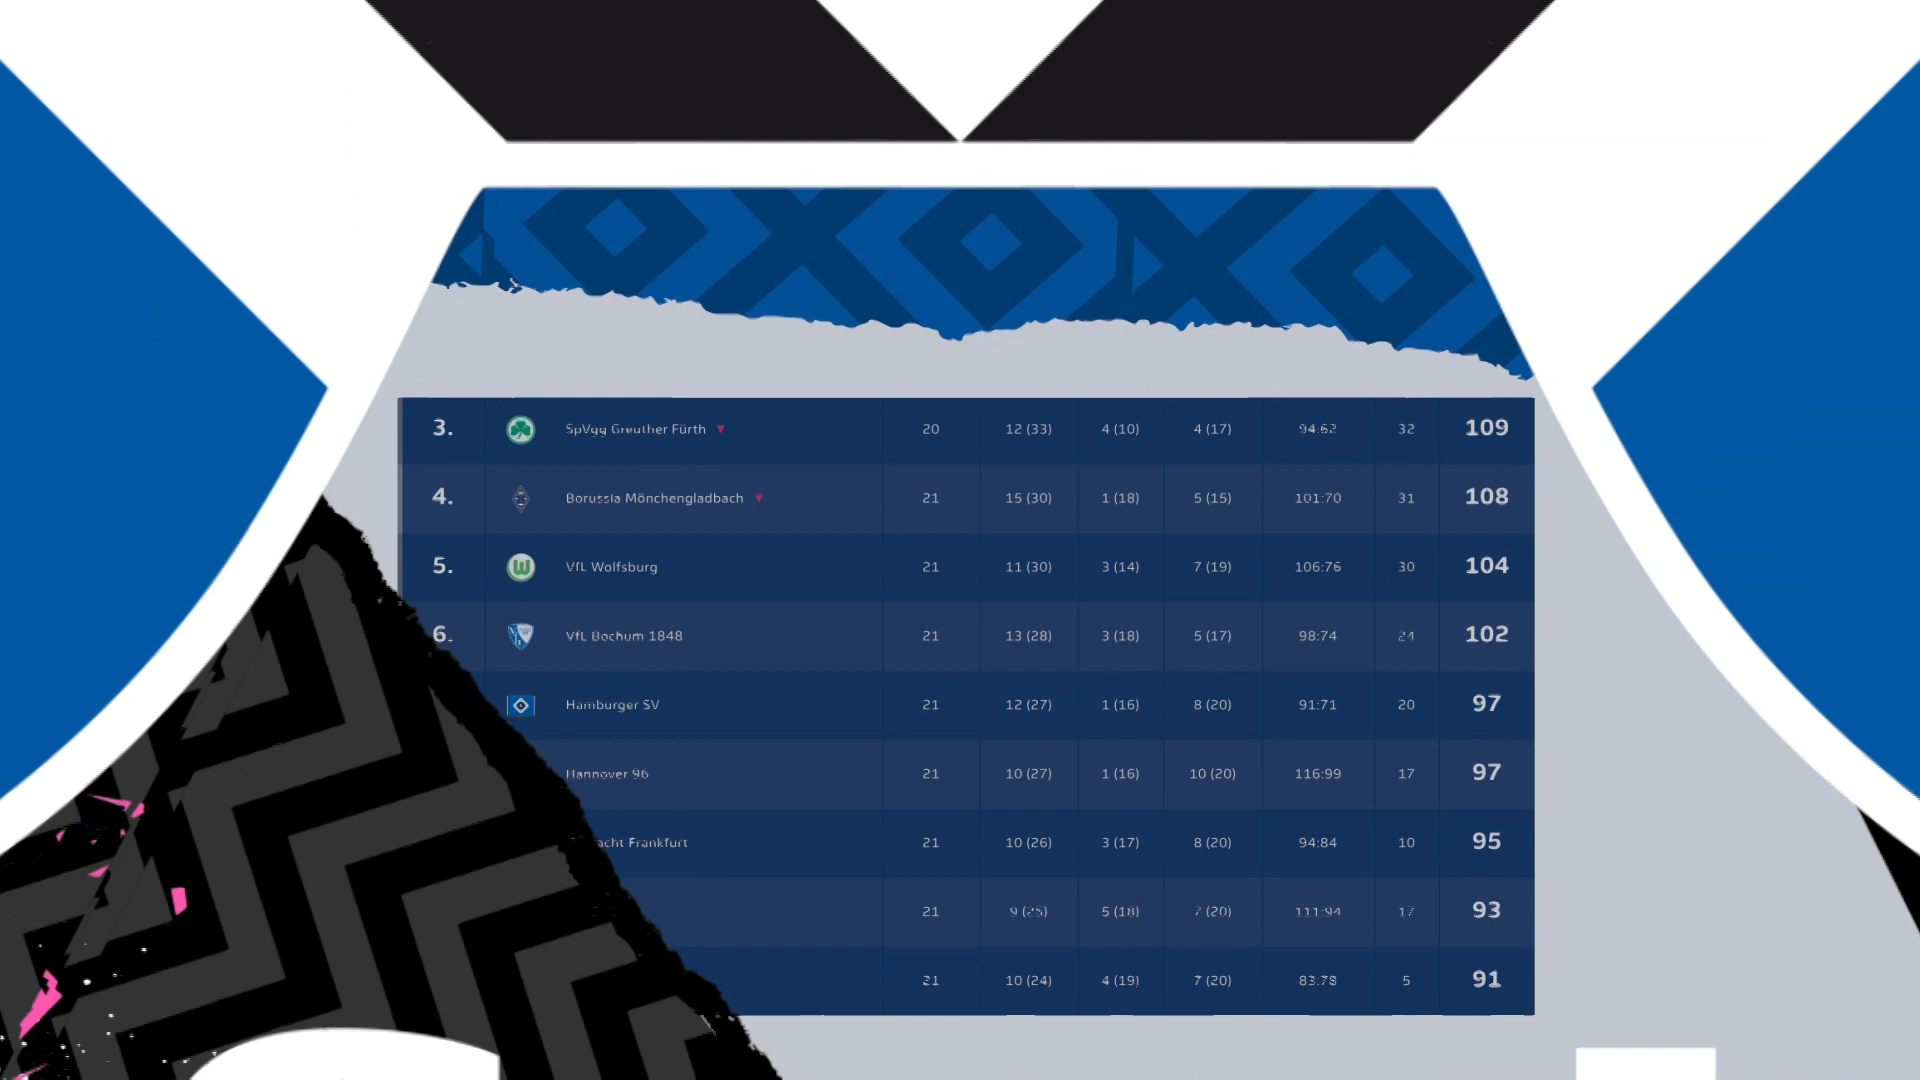 3. SpVgg Greuther Fürth 20 12 (33) 4 (10) 4 (17) 94:62 32 109
4. Borussia Mönchengladbach 21 15 (30) 1 (18) 5 (15) 101:70 31 108
5. VfL Wolfsburg 21 11 (30) 3 (14) 7 (19) 106:76 30 104
6. VfL Bochum 1848 21 13 (28) 3 (18) 5 (17) 98:74 24 102
Hamburger SV 21 12 (27) 1 (16) 8 (20) 91:71 20 97
Hannover 96 21 10 (27) 1 (16) 10 (20) 116:99 17 97
acht Frankfurt 21 10 (26) 3 (17) 8 (20) 94:84 10 95
21 9 (25) 5 (18) 7 (20) 111:94 17 93
21 10 (24) 4 (19) 7 (20) 83:78 5 91